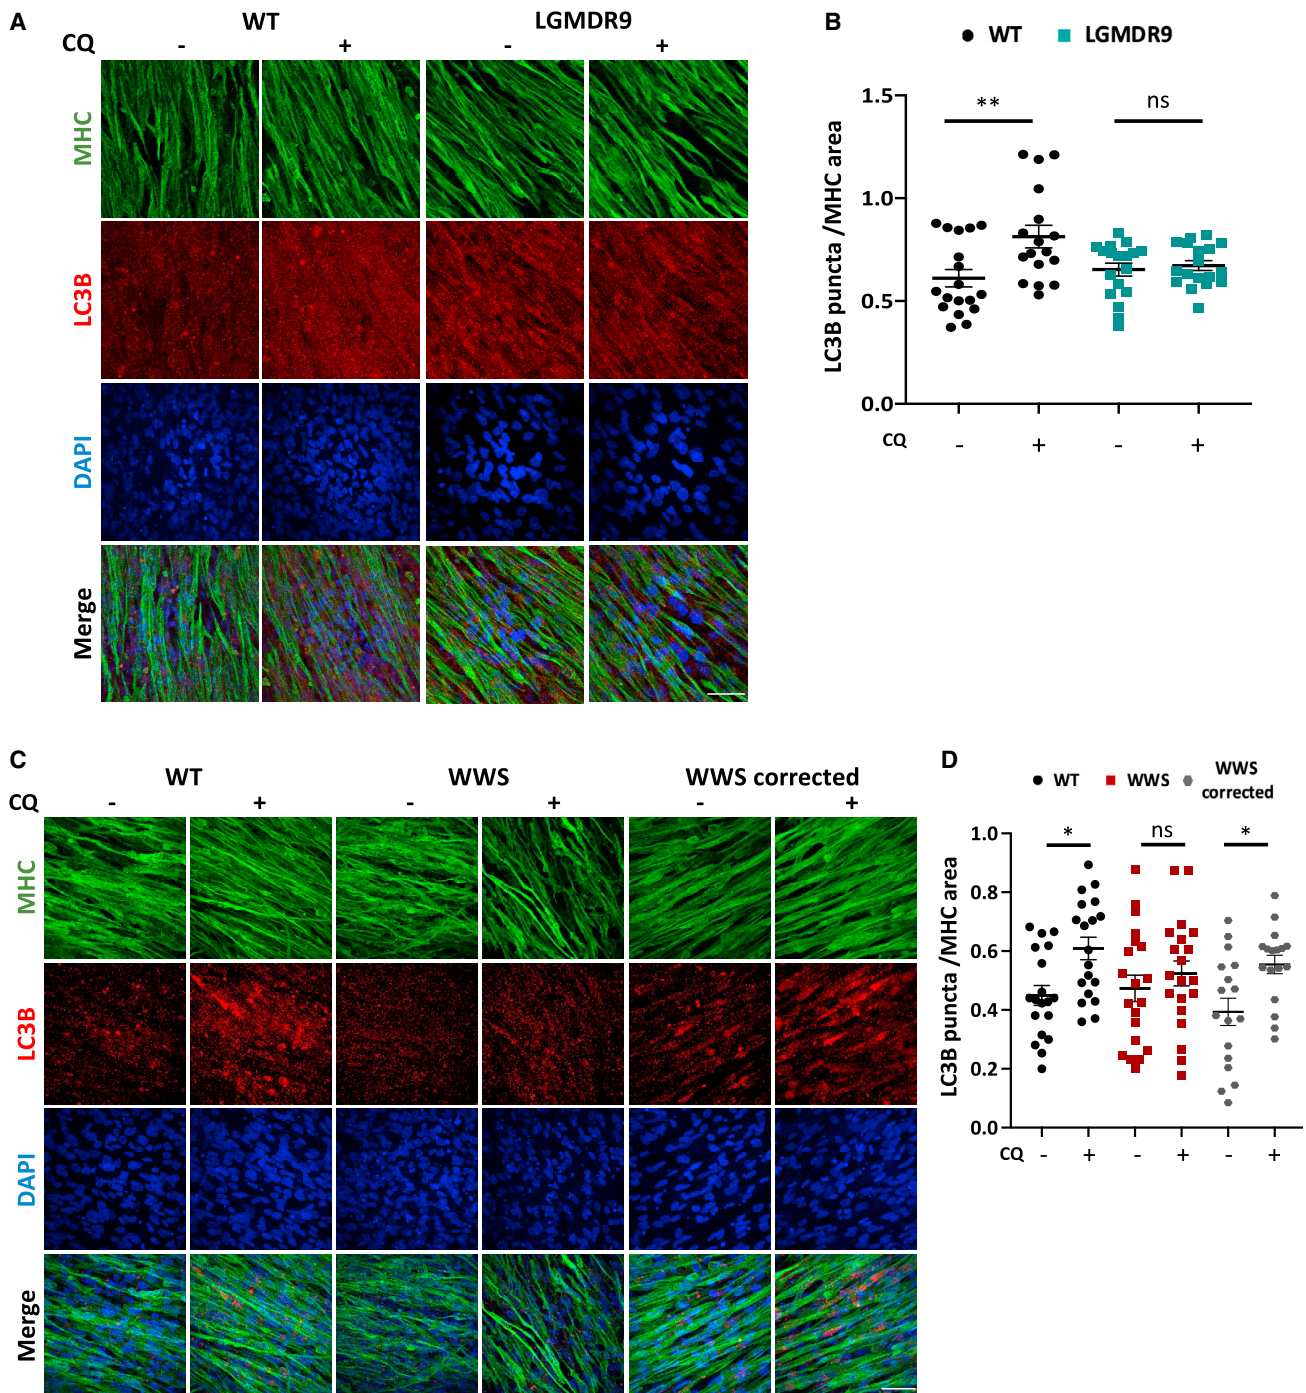 A
WT
LGMDR9
CQ - + - +
MHC
LC3B
DAPI
Merge
B
WT LGMDR9
LC3B puncta /MHC area
1.5
1.0
0.5
0.0
** ns
CQ - + - +
C
WT WWS WWS corrected
CQ - + - + - +
MHC
LC3B
DAPI
Merge
D
WT WWS WWS
corrected
LC3B puncta /MHC area
1.0
0.8
0.6
0.4
0.2
0.0
* ns *
CQ - + - + - +